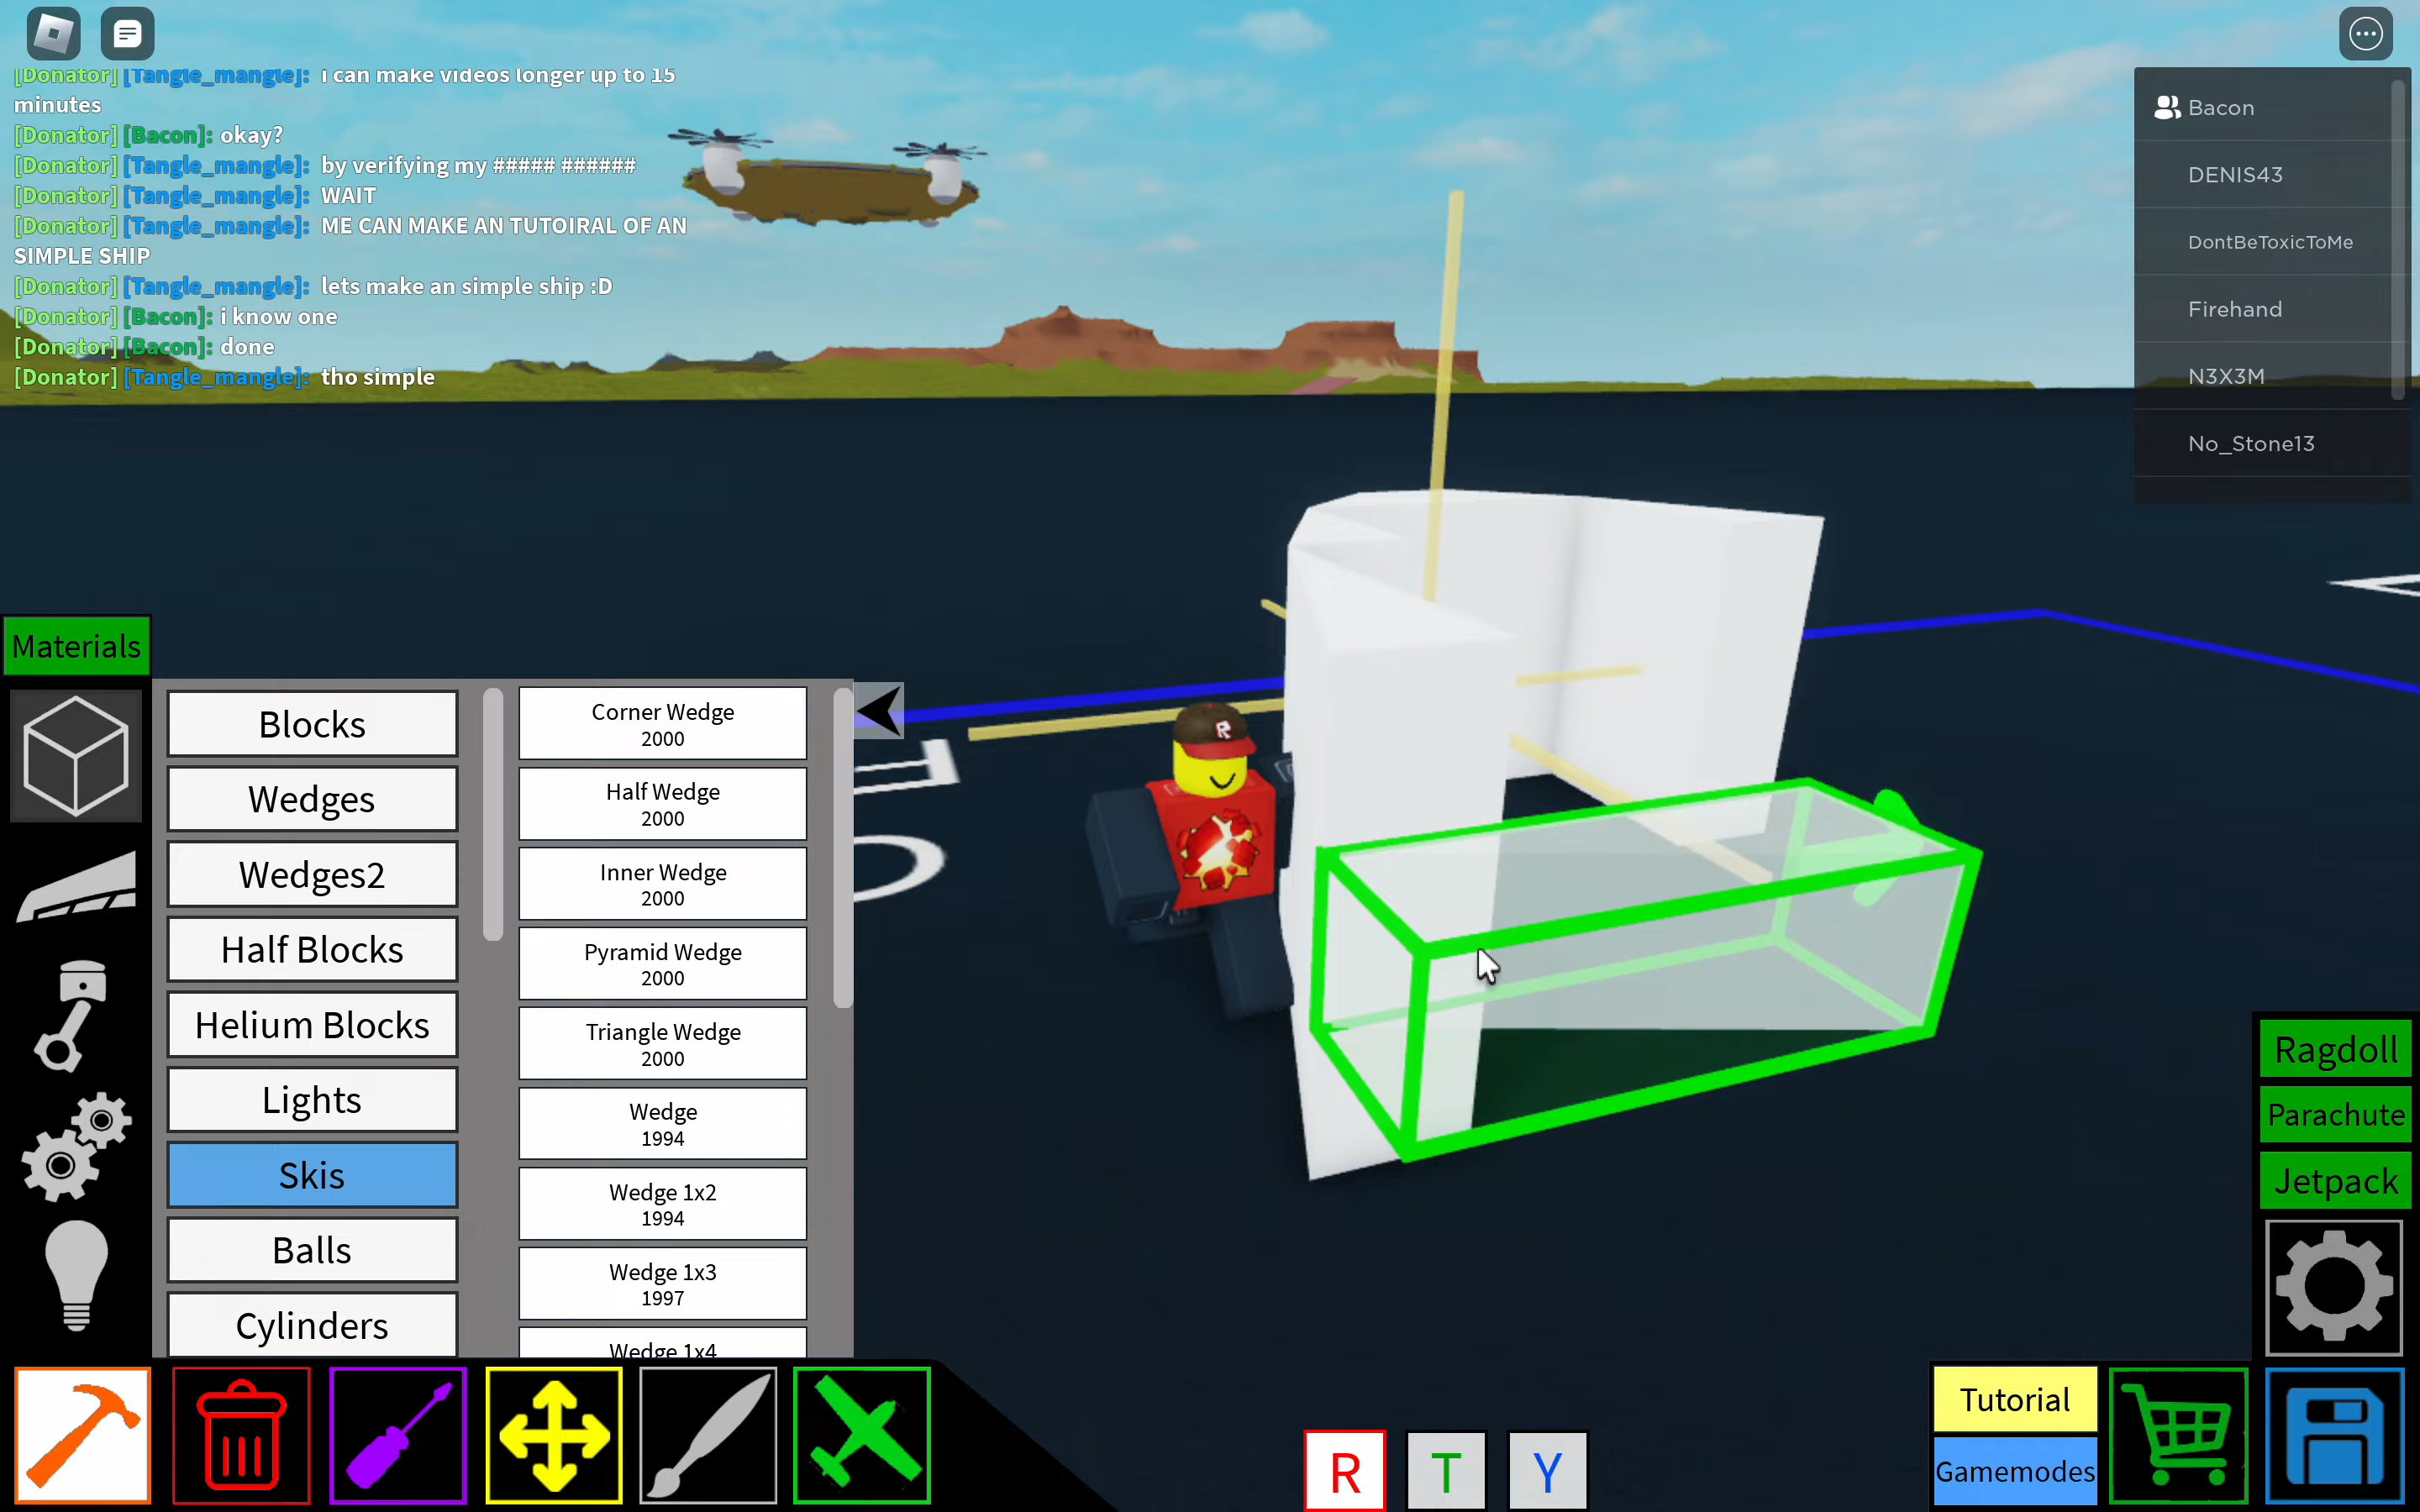 [Donator] [Tangle_mangle]: i can make videos longer up to 15
minutes
[Donator] [Bacon]: okay?
[Donator] [Tangle_mangle]: by verifying my ##### ######
[Donator] [Tangle_mangle]: WAIT
[Donator] [Tangle_mangle]: ME CAN MAKE AN TUTOIRAL OF AN
SIMPLE SHIP
[Donator] [Tangle_mangle]: lets make an simple ship :D
[Donator] [Bacon]: i know one
[Donator] [Bacon]: done
[Donator] [Tangle_mangle]: tho simple
Bacon
DENIS43
DontBeToxicToMe
Firehand
N3X3M
No_Stone13
Materials
Blocks
Wedges
Wedges2
Half Blocks
Helium Blocks
Lights
Skis
Balls
Cylinders
Corner Wedge
2000
Half Wedge
2000
Inner Wedge
2000
Pyramid Wedge
2000
Triangle Wedge
2000
Wedge
1994
Wedge 1x2
1994
Wedge 1x3
1997
Wedge 1x4
R
Ragdoll
Parachute
Jetpack
R
T
Y
Tutorial
Gamemodes